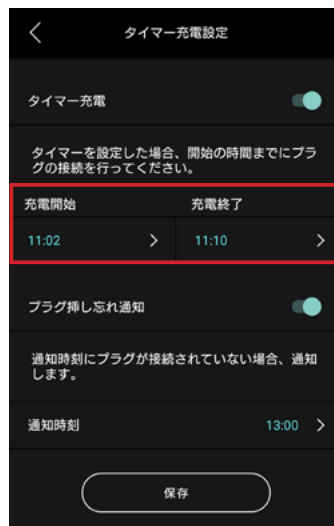 タイマー充電設定
タイマー充電
タイマーを設定した場合、開始の時間までにプラ
グの接続を行ってください。
充電開始 充電終了
11:02 11:10
プラグ挿し忘れ通知
通知時刻にプラグが接続されていない場合、通知
します。
通知時刻 13:00
保存